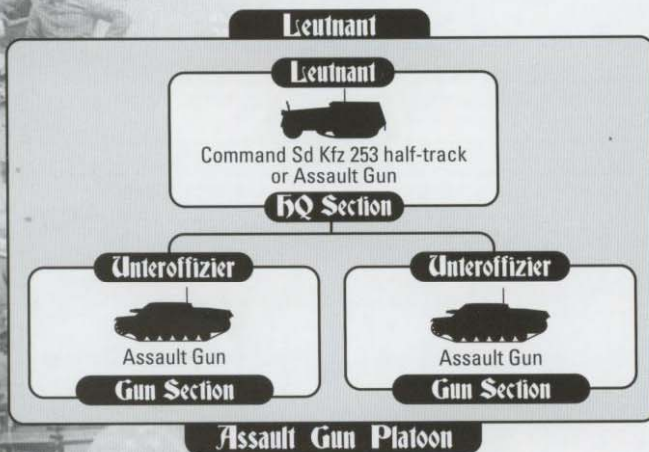 Leutnant
Leutnant
Command Sd Kfz 253 half-track
or Assault Gun
HQ Section
Unteroffizier
Assault Gun
Gun Section
Unteroffizier
Assault Gun
Gun Section
Assault Gun Platoon